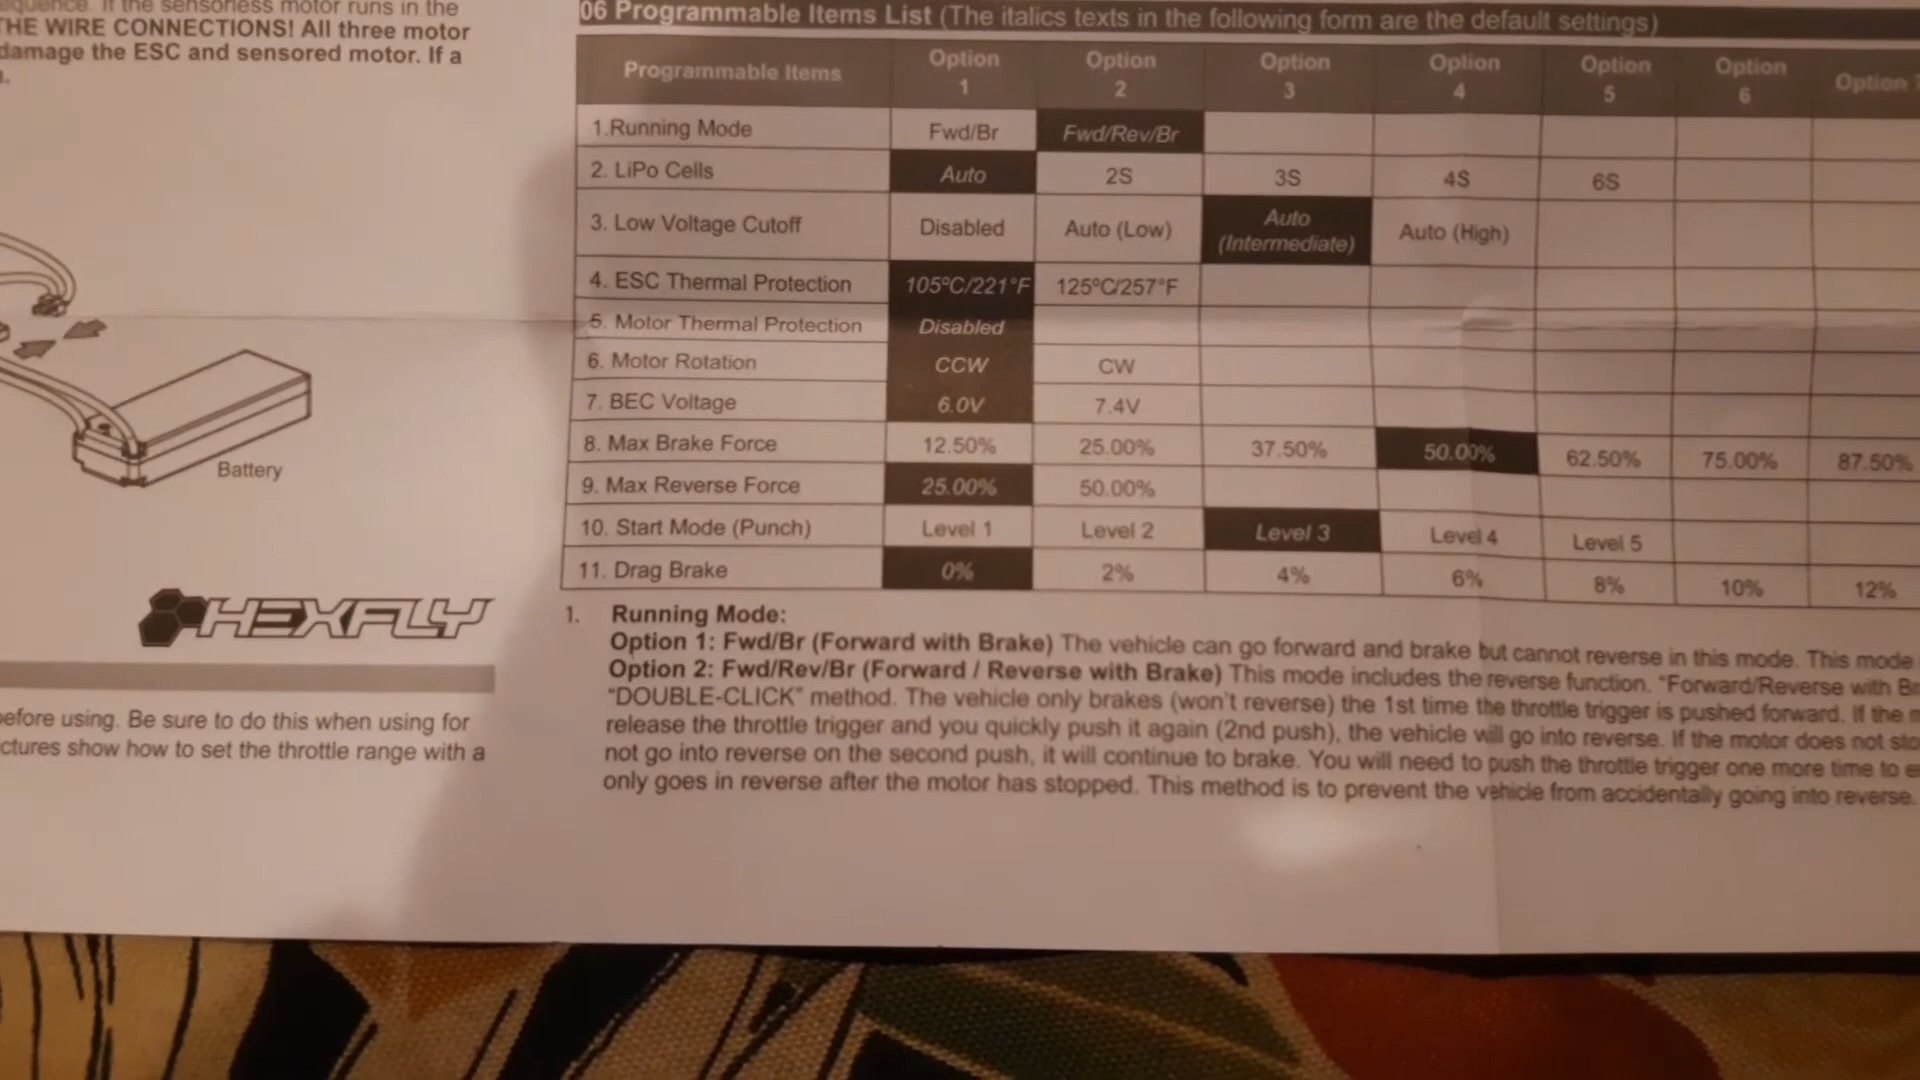 If the sensorless motor runs in the
THE WIRE CONNECTIONS! All three motor
damage the ESC and sensored motor. If a
Battery
HEXFLY
before using. Be sure to do this when using for
ctures show how to set the throttle range with a
06 Programmable Items List (The italics texts in the following form are the default settings)
Programmable Items Option 1 Option 2 Option 3 Option 4 Option 5 Option 6 Option
1.Running Mode Fwd/Br Fwd/Rev/Br
2. LiPo Cells Auto 2S 3S 4S 6S
3. Low Voltage Cutoff Disabled Auto (Low) Auto (Intermediate) Auto (High)
4. ESC Thermal Protection 105°C/221°F 125°C/257°F
5. Motor Thermal Protection Disabled
6. Motor Rotation CCW CW
7. BEC Voltage 6.0V 7.4V
8. Max Brake Force 12.50% 25.00% 37.50% 50.00% 62.50% 75.00% 87.50%
9. Max Reverse Force 25.00% 50.00%
10. Start Mode (Punch) Level 1 Level 2 Level 3 Level 4 Level 5
11. Drag Brake 0% 2% 4% 6% 8% 10% 12%
1. Running Mode:
Option 1: Fwd/Br (Forward with Brake) The vehicle can go forward and brake but cannot reverse in this mode. This mode
Option 2: Fwd/Rev/Br (Forward / Reverse with Brake) This mode includes the reverse function. "Forward/Reverse with
"DOUBLE-CLICK" method. The vehicle only brakes (won't reverse) the 1st time the throttle trigger is pushed forward. If the
release the throttle trigger and you quickly push it again (2nd push), the vehicle will go into reverse. If the motor does not
not go into reverse on the second push, it will continue to brake. You will need to push the throttle trigger one more time to
only goes in reverse after the motor has stopped. This method is to prevent the vehicle from accidentally going into reverse.